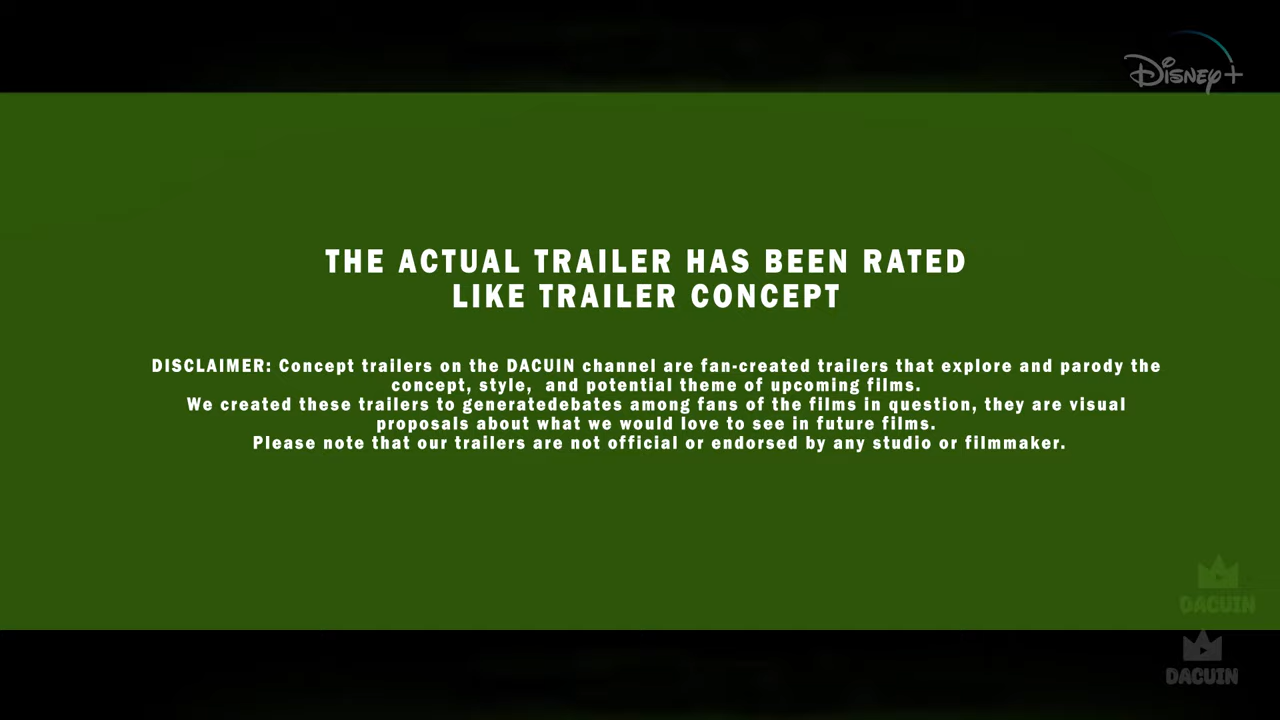 Disney+
THE ACTUAL TRAILER HAS BEEN RATED
LIKE TRAILER CONCEPT
DISCLAIMER: Concept trailers on the DACUIN channel are fan-created trailers that explore and parody the
concept, style, and potential theme of upcoming films.
We created these trailers to generatedebates among fans of the films in question, they are visual
proposals about what we would love to see in future films.
Please note that our trailers are not official or endorsed by any studio or filmmaker.
DACUIN
DACUIN